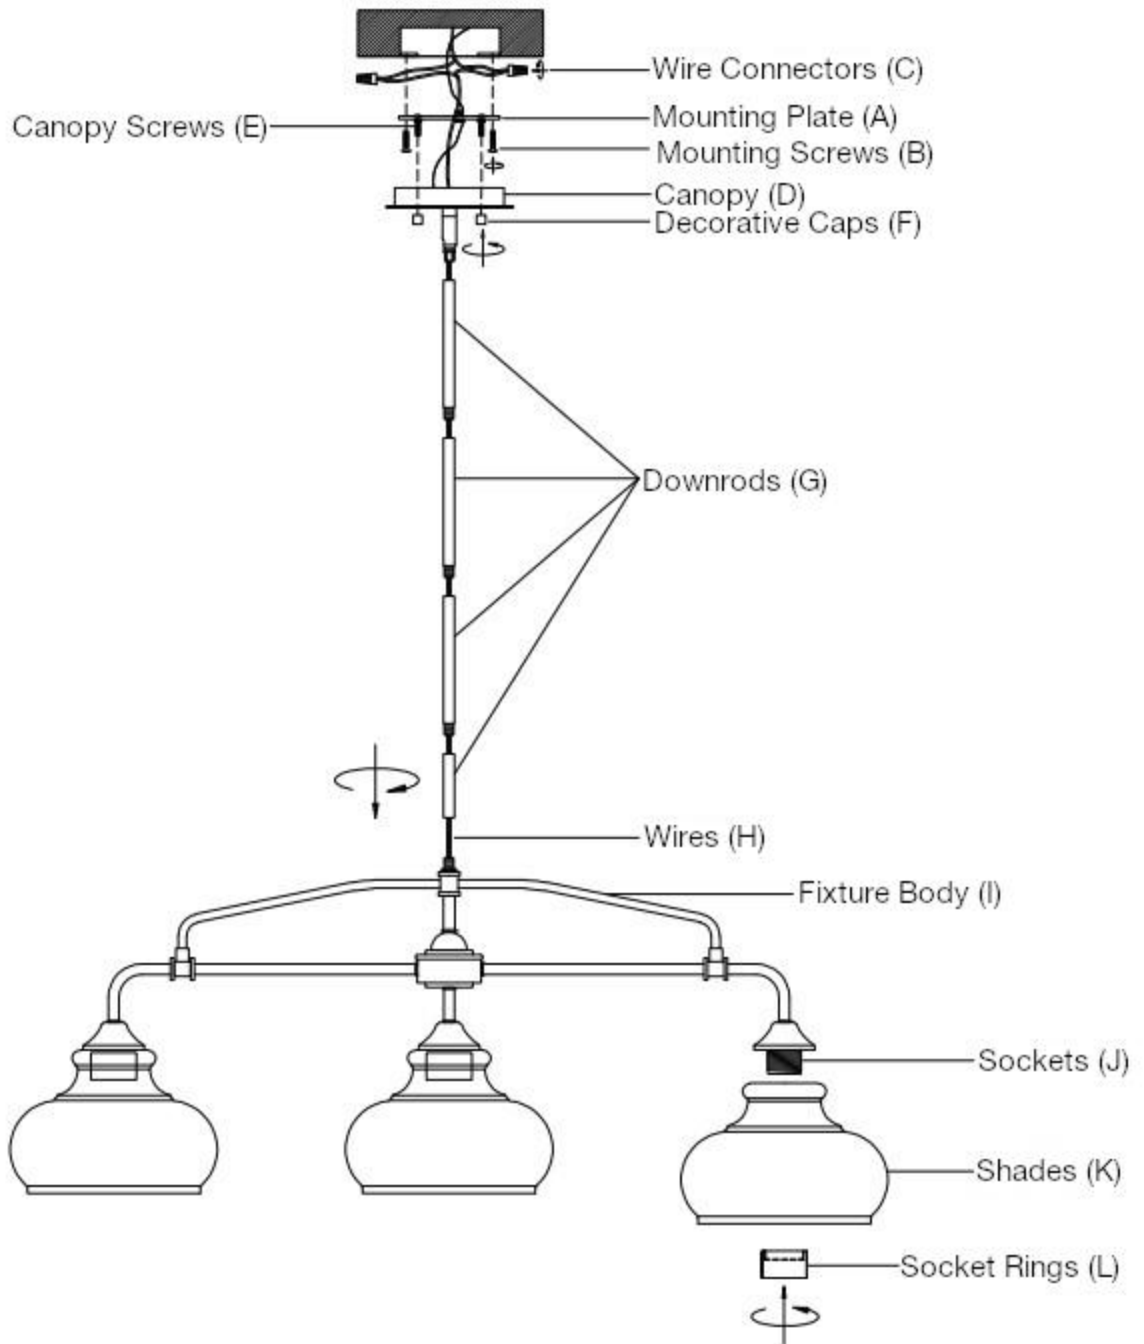 Wire Connectors (C)
Mounting Plate (A)
Canopy Screws (E)
Mounting Screws (B)
Canopy (D)
Decorative Caps (F)
Downrods (G)
Wires (H)
Fixture Body (I)
Sockets (J)
Shades (K)
Socket Rings (L)